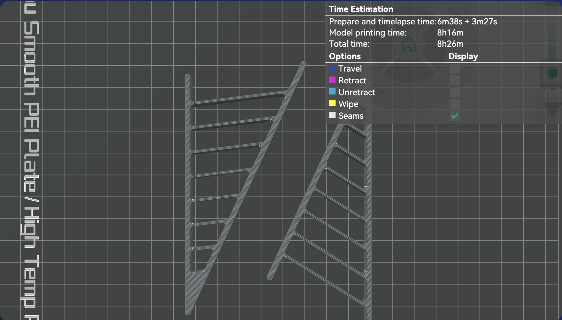 Time Estimation
Prepare and timelapse time: 6m38s + 3m27s
Model printing time: 8h16m
Total time: 8h26m
Options Display
Travel
Retract
Unretract
Wipe
Seams
Smooth PEI Plate / High Temp